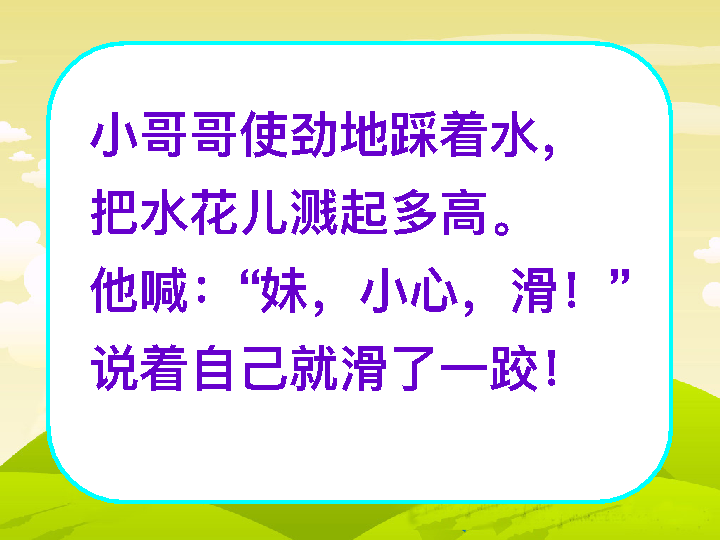 小哥哥使劲地踩着水，
把水花儿溅起多高。
他喊：“妹，小心，滑！”
说着自己就滑了一跤！